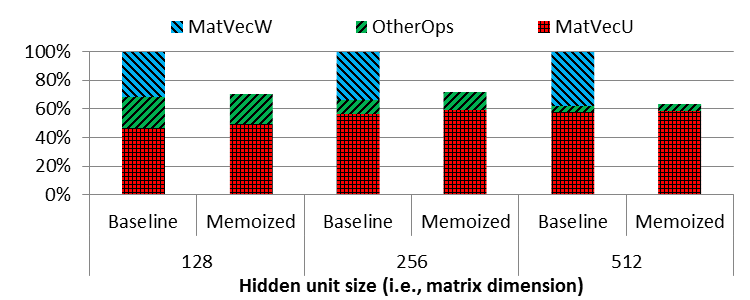 MatVecW OtherOps MatVecU
100%
80%
60%
40%
20%
0%
Baseline Memoized Baseline Memoized Baseline Memoized
128 256 512
Hidden unit size (i.e., matrix dimension)